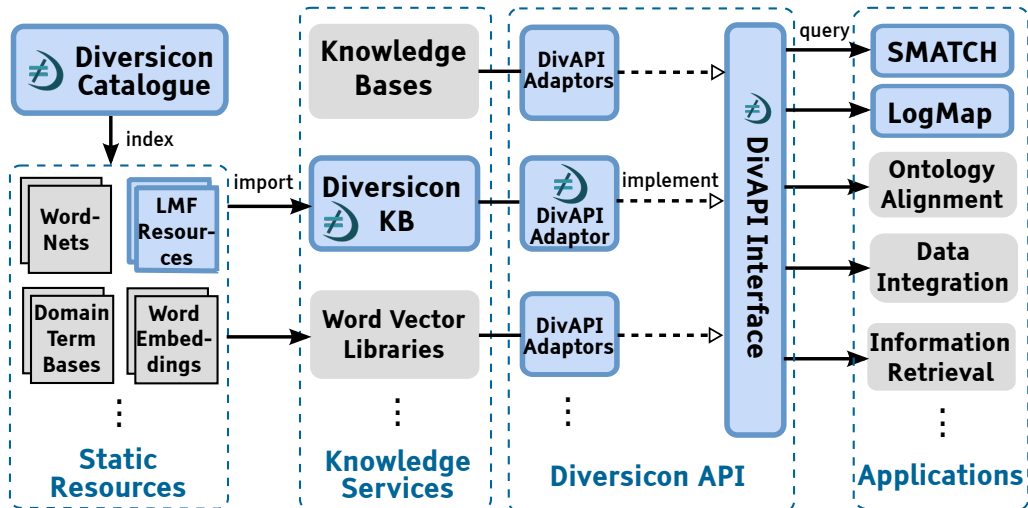 Diversicon
Catalogue
index
Word-
Nets
LMF
Resour-
ces
Domain
Term
Bases
Word
Embed-
dings
Static
Resources
import
Knowledge
Bases
Diversicon
KB
Word Vector
Libraries
Knowledge
Services
DivAPI
Adaptors
DivAPI
Adaptor
DivAPI
Adaptors
implement
DivAPI Interface
Diversicon API
query
SMATCH
LogMap
Ontology
Alignment
Data
Integration
Information
Retrieval
Applications